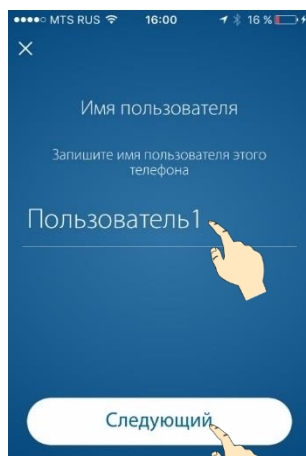 MTS RUS 16:00 16 %
Имя пользователя
Запишите имя пользователя этого
телефона
Пользователь1
Следующий